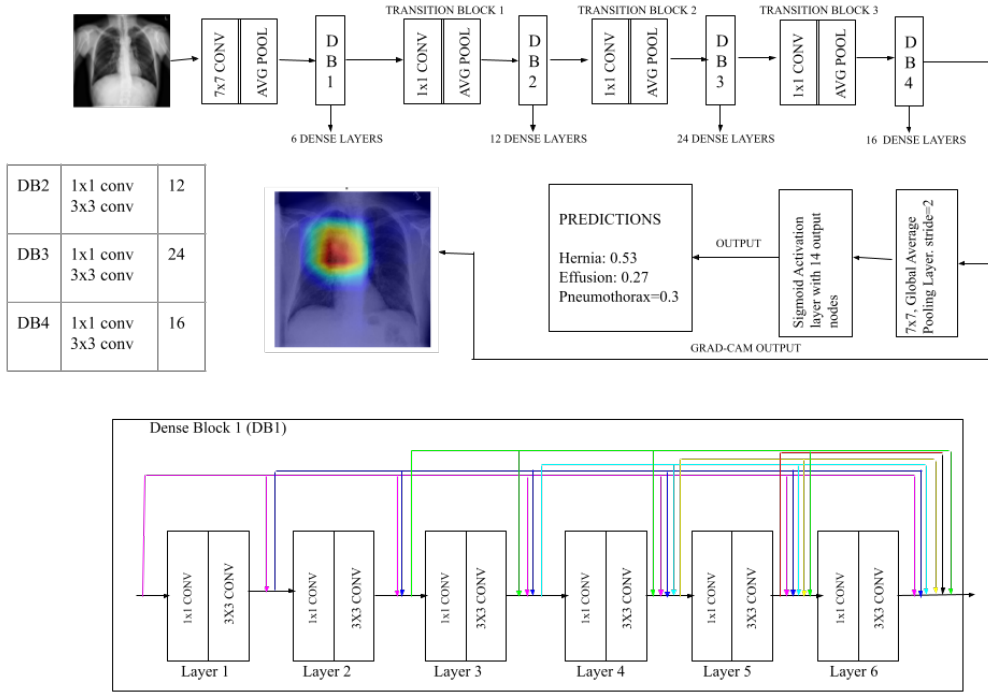 TRANSITION BLOCK 1
TRANSITION BLOCK 2
TRANSITION BLOCK 3
7x7 CONV
AVG POOL
D
B
1
1x1 CONV
AVG POOL
D
B
2
1x1 CONV
AVG POOL
D
B
3
1x1 CONV
AVG POOL
D
B
4
6 DENSE LAYERS
12 DENSE LAYERS
24 DENSE LAYERS
16 DENSE LAYERS
DB2
1x1 conv
3x3 conv
12
DB3
1x1 conv
3x3 conv
24
DB4
1x1 conv
3x3 conv
16
PREDICTIONS
Hernia: 0.53
Effusion: 0.27
Pneumothorax=0.3
OUTPUT
Sigmoid Activation
layer with 14 output
nodes
7x7, Global Average
Pooling Layer. stride=2
GRAD-CAM OUTPUT
Dense Block 1 (DB1)
1x1 CONV
3X3 CONV
1x1 CONV
3X3 CONV
1x1 CONV
3X3 CONV
1x1 CONV
3X3 CONV
1x1 CONV
3X3 CONV
1x1 CONV
3X3 CONV
Layer 1
Layer 2
Layer 3
Layer 4
Layer 5
Layer 6